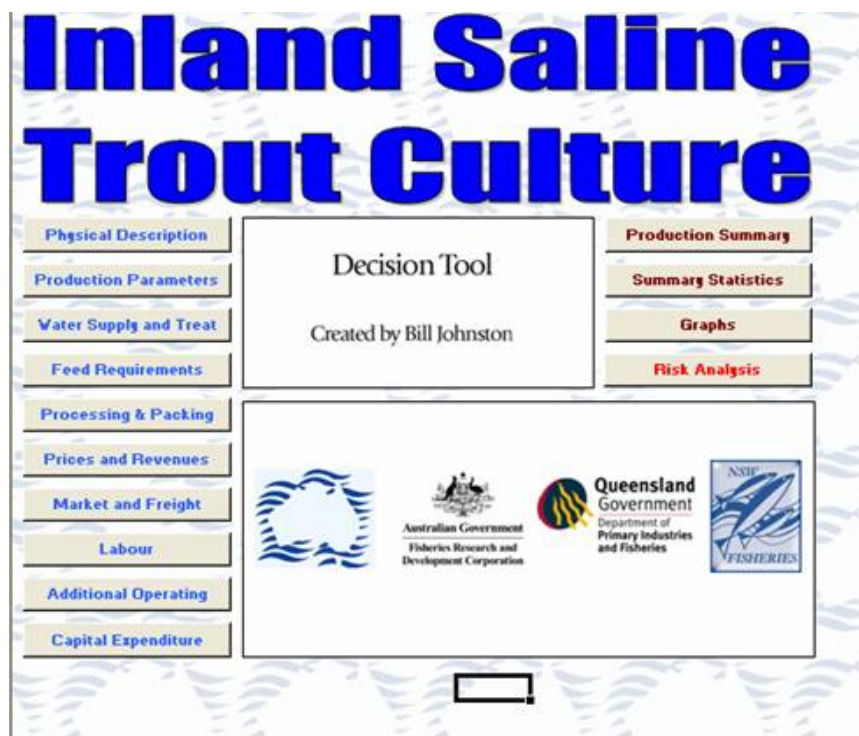 Inland Saline
Trout Culture
Physical Description
Production Parameters
Water Supply and Treat
Feed Requirements
Processing & Packing
Prices and Revenues
Market and Freight
Labour
Additional Operating
Capital Expenditure
Decision Tool
Created by Bill Johnston
Production Summary
Summary Statistics
Graphs
Risk Analysis
Australian Government
Fisheries Research and
Development Corporation
Queensland
Government
Department of
Primary Industries
and Fisheries
NSW
FISHERIES